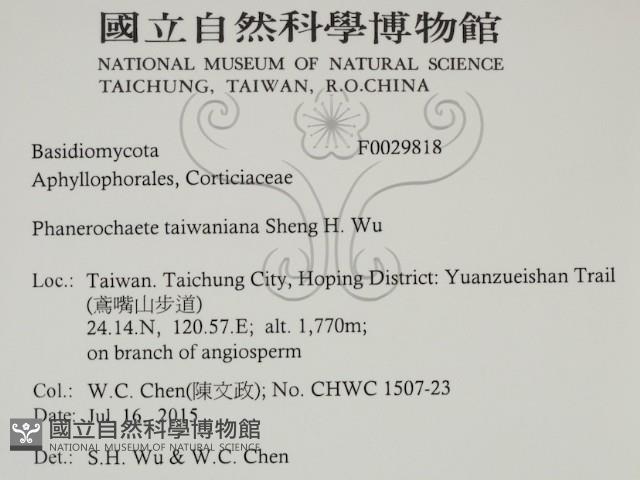 國立自然科學博物館
NATIONAL MUSEUM OF NATURAL SCIENCE
TAICHUNG, TAIWAN, R.O.CHINA
Basidiomycota F0029818
Aphyllophorales, Corticiaceae
Phanerochaete taiwaniana Sheng H. Wu
Loc.: Taiwan. Taichung City, Hoping District: Yuanzueishan Trail
(鳶嘴山步道)
24.14.N, 120.57.E; alt. 1,770m;
on branch of angiosperm
Col.: W.C. Chen(陳文政); No. CHWC 1507-23
Date: Jul. 16, 2015
國立自然科學博物館
NATIONAL MUSEUM OF NATURAL SCIENCE
Det.: S.H. Wu & W.C. Chen